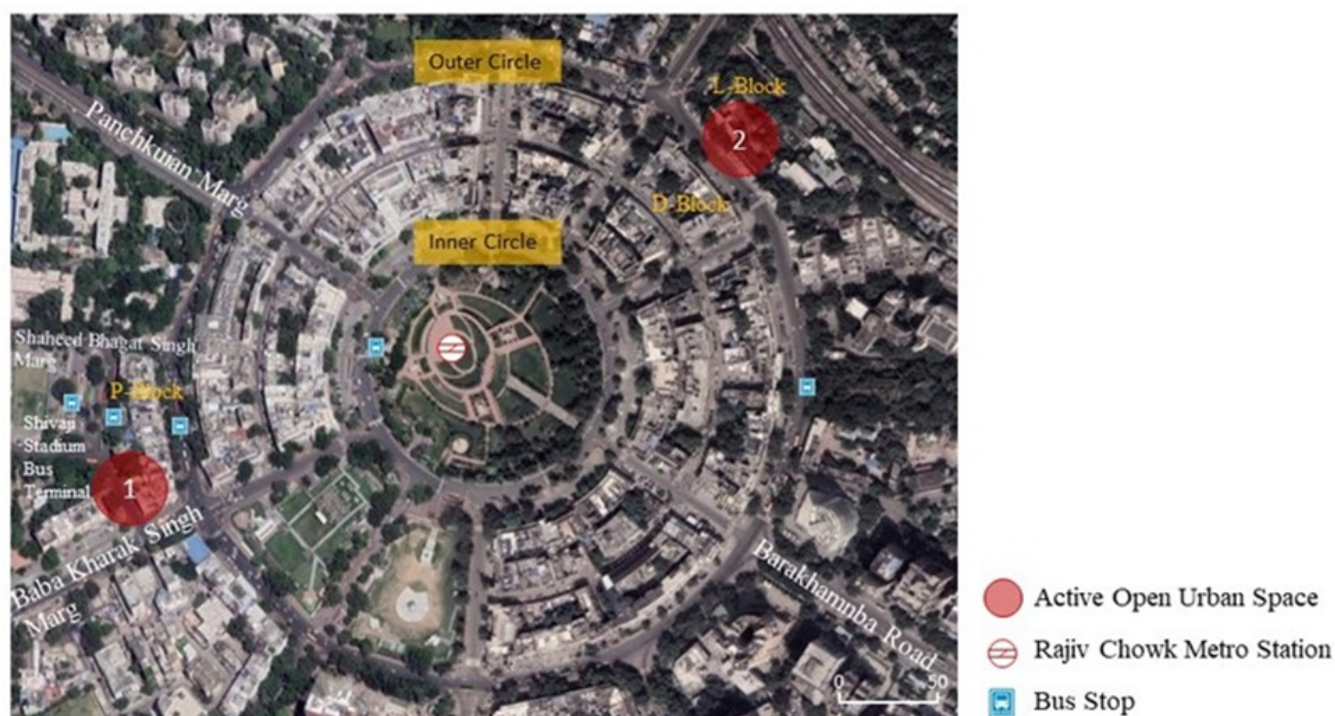 Outer Circle
L-Block
2
Panchkuian Marg
D-Block
Inner Circle
Shaheed Bhagat Singh
Marg
P-Block
Shivaji
Stadium
Bus
Terminal
1
Baba Kharak Singh
Marg
Barakhamnba Road
0 50
Active Open Urban Space
Rajiv Chowk Metro Station
Bus Stop